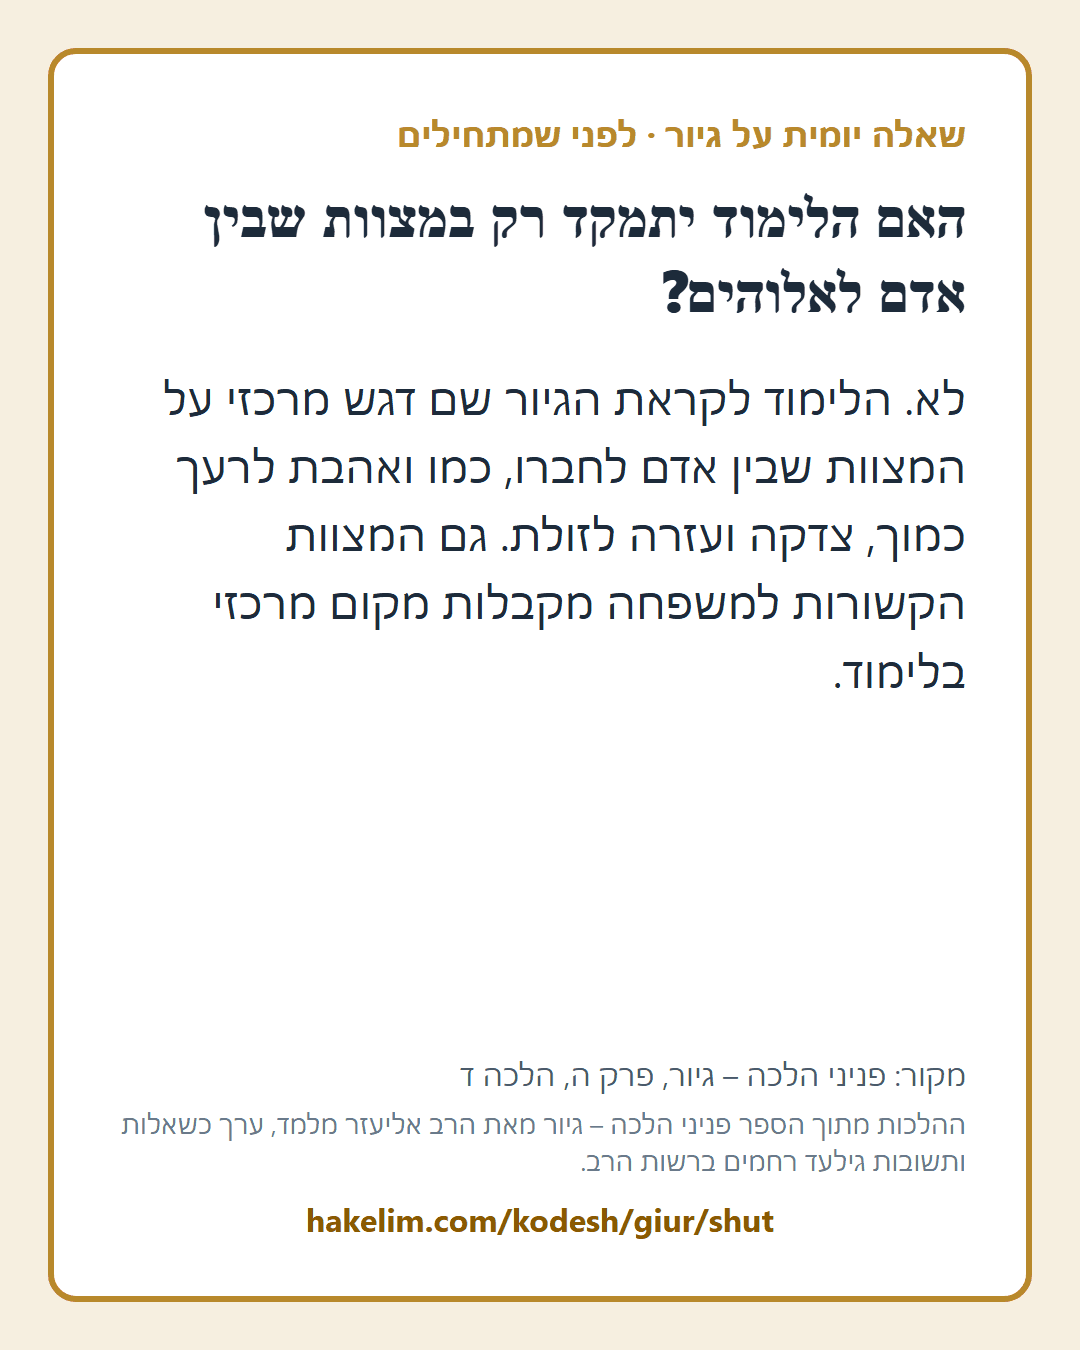 שאלה יומית על גיור · לפני שמתחילים
האם הלימוד יתמקד רק במצוות שבין
אדם לאלוהים?
לא. הלימוד לקראת הגיור שם דגש מרכזי על
המצוות שבין אדם לחברו, כמו ואהבת לרעך
כמוך, צדקה ועזרה לזולת. גם המצוות
הקשורות למשפחה מקבלות מקום מרכזי
בלימוד.
מקור: פניני הלכה – גיור, פרק ה, הלכה ד
ההלכות מתוך הספר פניני הלכה – גיור מאת הרב אליעזר מלמד, ערך כשאלות
ותשובות גילעד רחמים ברשות הרב.
hakelim.com/kodesh/giur/shut